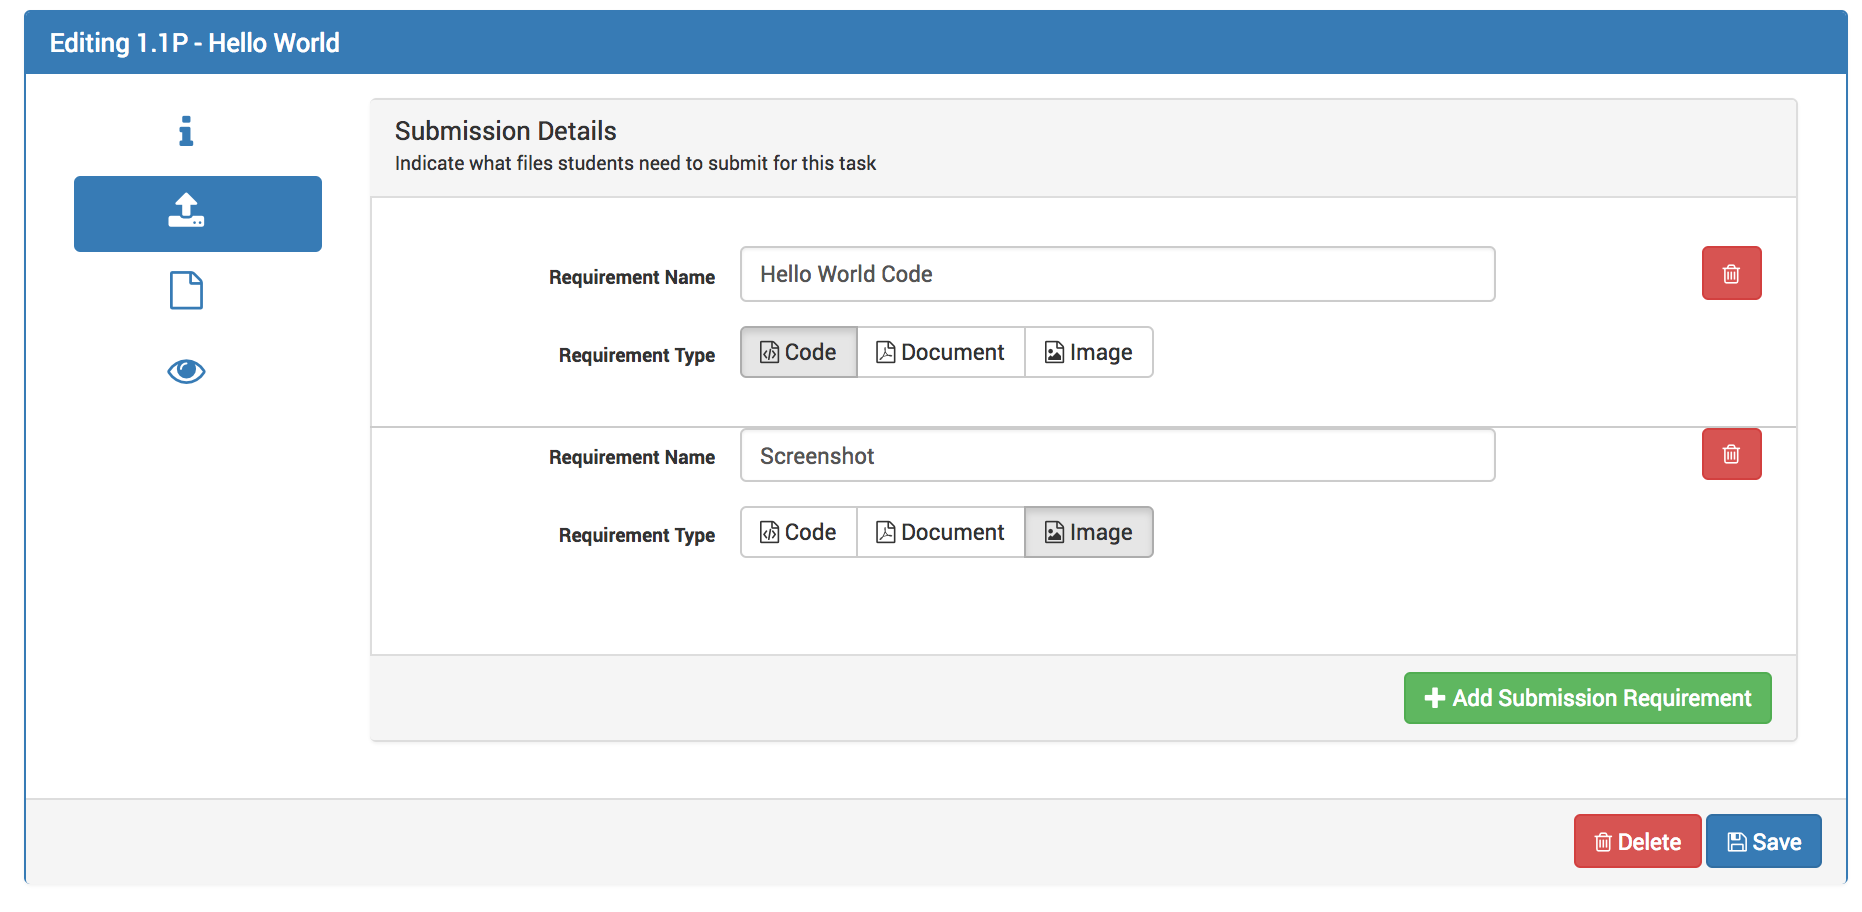 Editing 1.1P - Hello World
Submission Details
Indicate what files students need to submit for this task
Requirement Name Hello World Code
Requirement Type Code Document Image
Requirement Name Screenshot
Requirement Type Code Document Image
Add Submission Requirement
Delete Save